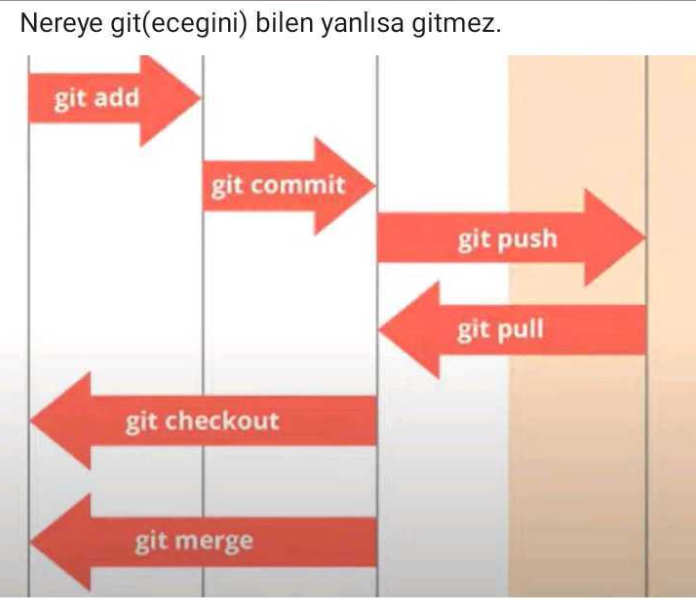 Nereye git(ecegini) bilen yanlısa gitmez.
git add
git commit
git push
git pull
git checkout
git merge